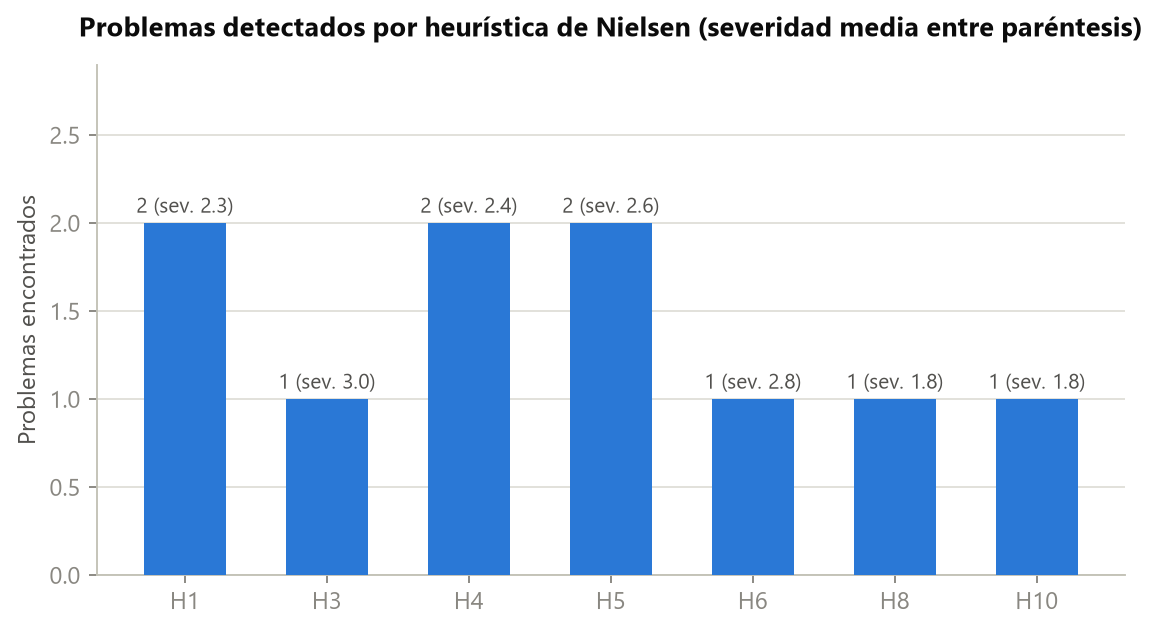 Problemas detectados por heurística de Nielsen (severidad media entre paréntesis)
Problemas encontrados
2.5
2.0
1.5
1.0
0.5
0.0
2 (sev. 2.3)
1 (sev. 3.0)
2 (sev. 2.4)
2 (sev. 2.6)
1 (sev. 2.8)
1 (sev. 1.8)
1 (sev. 1.8)
H1
H3
H4
H5
H6
H8
H10